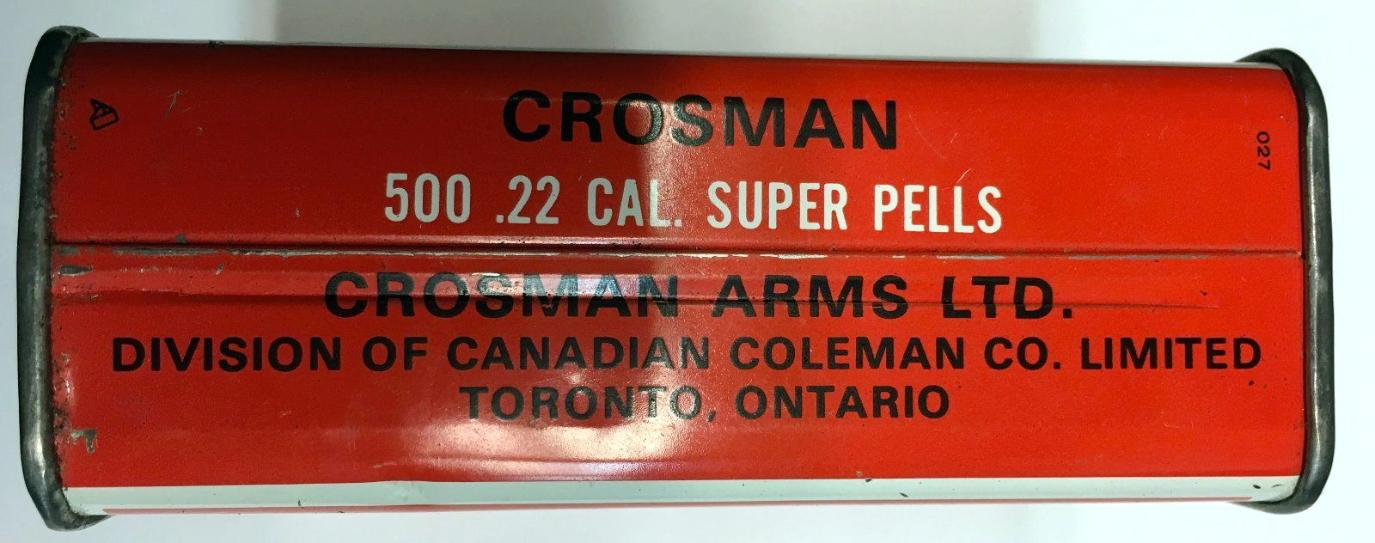 CROSMAN
500 .22 CAL. SUPER PELLS
027
CROSMAN ARMS LTD.
DIVISION OF CANADIAN COLEMAN CO. LIMITED
TORONTO, ONTARIO